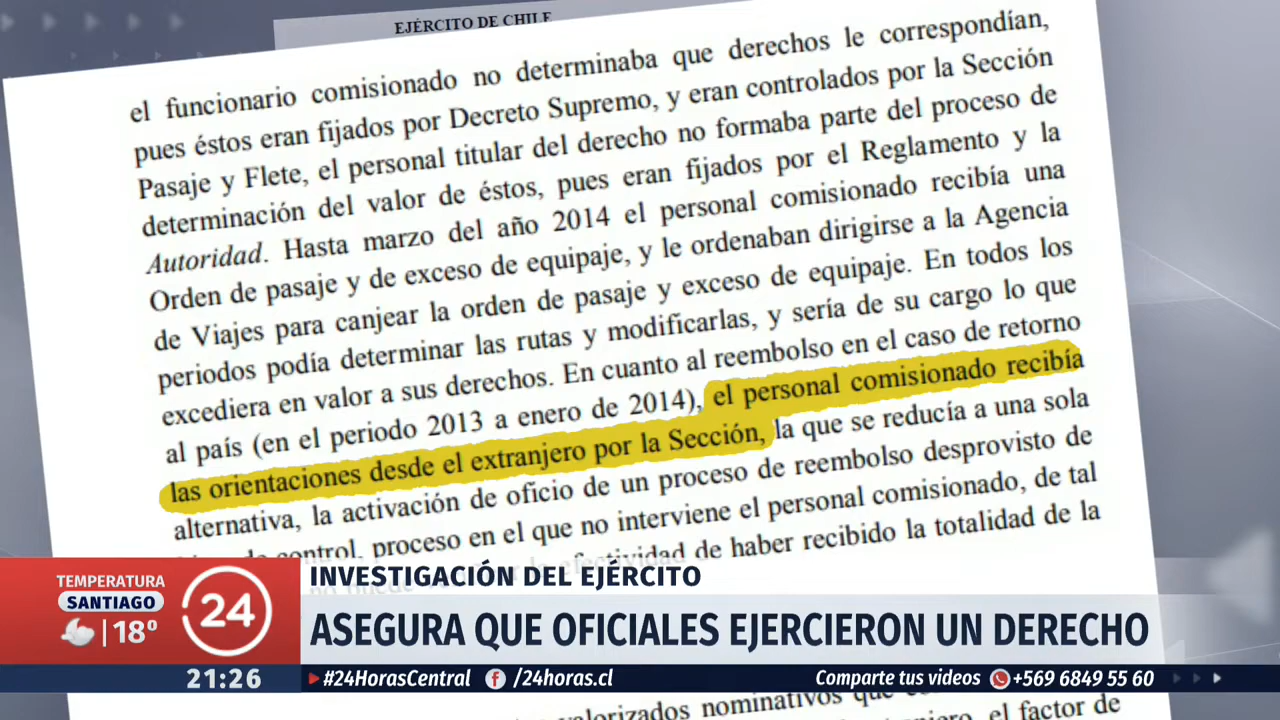 EJÉRCITO DE CHILE
el funcionario comisionado no determinaba que derechos le correspondían,
pues éstos eran fijados por Decreto Supremo, y eran controlados por la Sección
Pasaje y Flete, el personal titular del derecho no formaba parte del proceso de
determinación del valor de éstos, pues eran fijados por el Reglamento y la
Autoridad. Hasta marzo del año 2014 el personal comisionado recibía una
Orden de pasaje y de exceso de equipaje, y le ordenaban dirigirse a la Agencia
de Viajes para canjear la orden de pasaje y exceso de equipaje. En todos los
periodos podía determinar las rutas y modificarlas, y sería de su cargo lo que
excediera en valor a sus derechos. En cuanto al reembolso en el caso de retorno
al país (en el periodo 2013 a enero de 2014), el personal comisionado recibía
las orientaciones desde el extranjero por la Sección, la que se reducía a una sola
alternativa, la activación de oficio de un proceso de reembolso desprovisto de
control, proceso en el que no interviene el personal comisionado, de tal
efectividad de haber recibido la totalidad de la
INVESTIGACIÓN DEL EJÉRCITO
ASEGURA QUE OFICIALES EJERCIERON UN DERECHO
TEMPERATURA
SANTIAGO
18°
24
21:26
#24HorasCentral
/24horas.cl
Comparte tus videos
+569 6849 55 60
valorizados nominativos que
el factor de